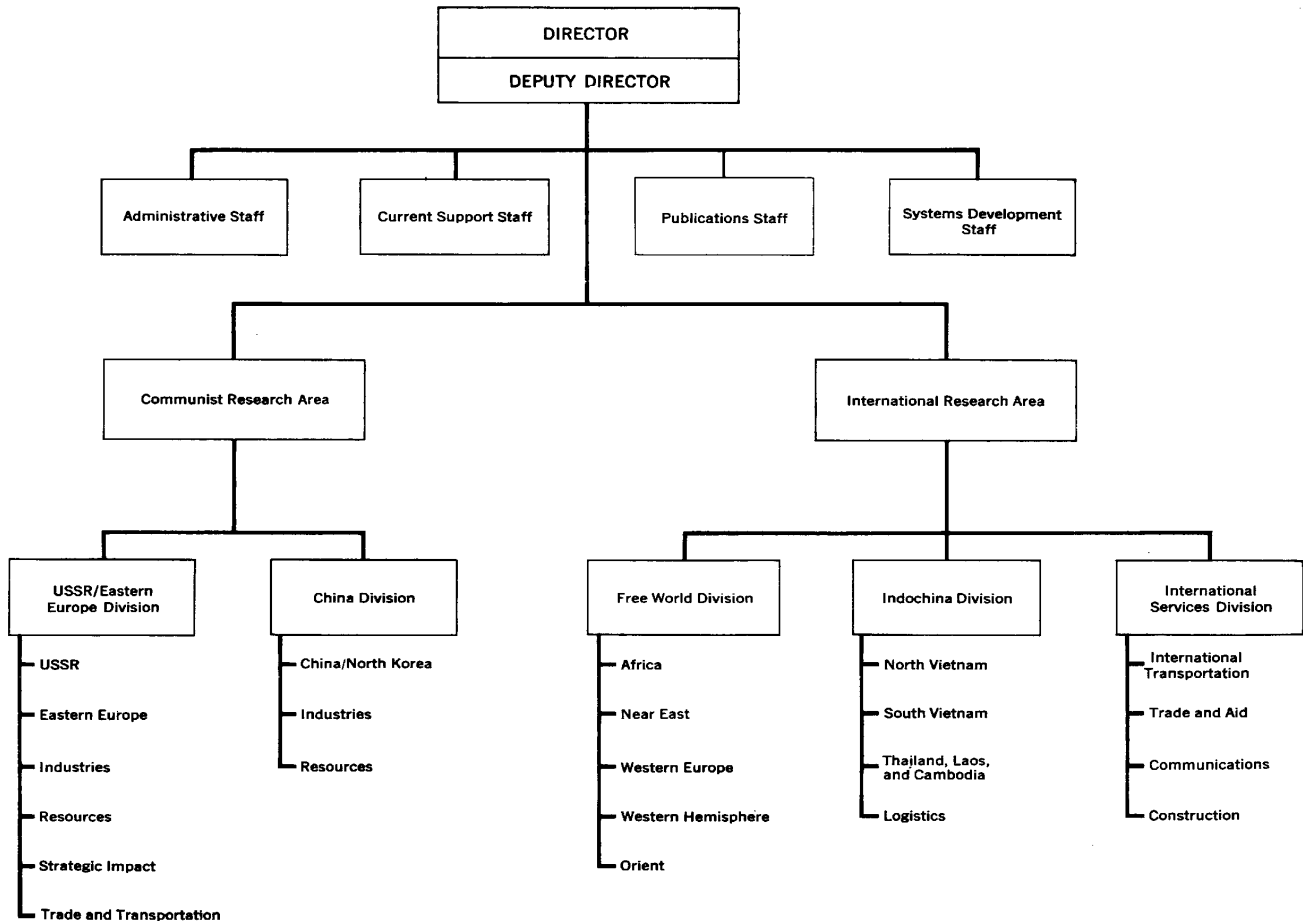 DIRECTOR
DEPUTY DIRECTOR
Administrative Staff
Current Support Staff
Publications Staff
Systems Development
Staff
Communist Research Area
International Research Area
USSR/Eastern
Europe Division
China Division
Free World Division
Indochina Division
International
Services Division
USSR
Eastern Europe
Industries
Resources
Strategic Impact
Trade and Transportation
China/North Korea
Industries
Resources
Africa
Near East
Western Europe
Western Hemisphere
Orient
North Vietnam
South Vietnam
Thailand, Laos,
and Cambodia
Logistics
International
Transportation
Trade and Aid
Communications
Construction